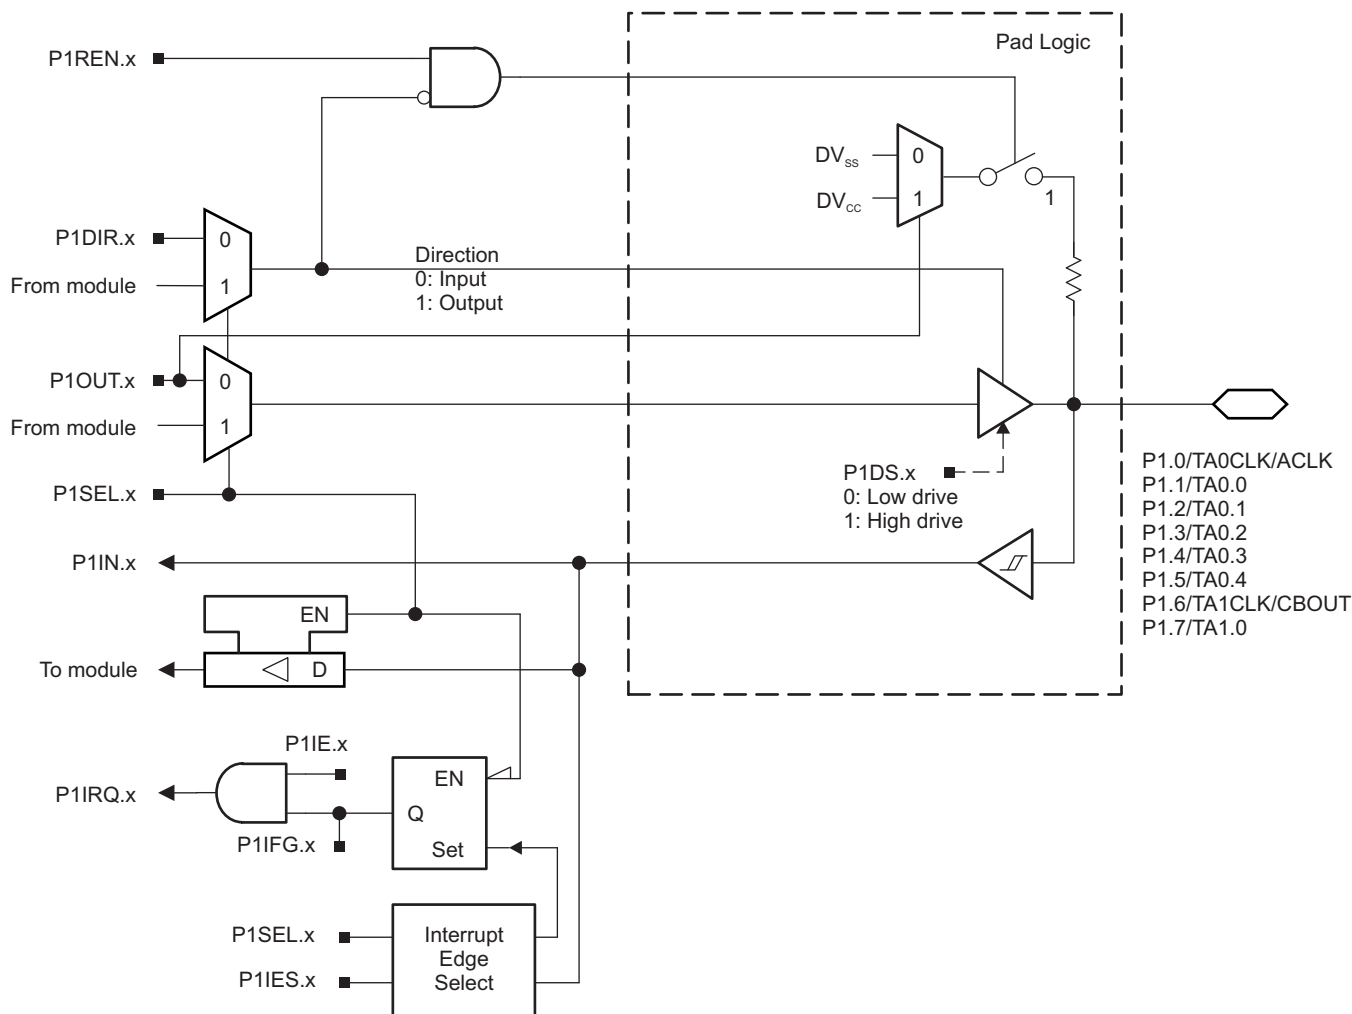 Pad Logic
P1REN.x
DVSS
0
DVCC
1
1
P1DIR.x
0
From module
1
Direction
0: Input
1: Output
P1OUT.x
0
From module
1
P1SEL.x
P1DS.x
0: Low drive
1: High drive
P1.0/TA0CLK/ACLK
P1.1/TA0.0
P1.2/TA0.1
P1.3/TA0.2
P1.4/TA0.3
P1.5/TA0.4
P1.6/TA1CLK/CBOUT
P1.7/TA1.0
P1IN.x
EN
To module
D
P1IE.x
EN
P1IRQ.x
Q
P1IFG.x
Set
P1SEL.x
P1IES.x
Interrupt
Edge
Select